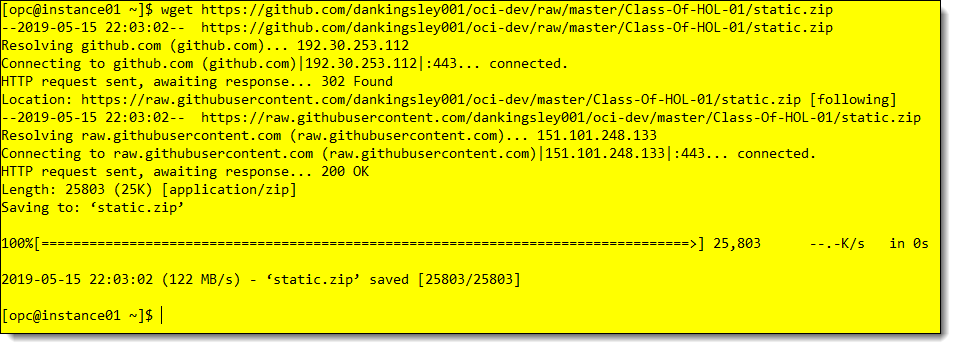 [opc@instance01 ~]$ wget https://github.com/dankingsley001/oci-dev/raw/master/Class-Of-HOL-01/static.zip
--2019-05-15 22:03:02--  https://github.com/dankingsley001/oci-dev/raw/master/Class-Of-HOL-01/static.zip
Resolving github.com (github.com)... 192.30.253.112
Connecting to github.com (github.com)|192.30.253.112|:443... connected.
HTTP request sent, awaiting response... 302 Found
Location: https://raw.githubusercontent.com/dankingsley001/oci-dev/master/Class-Of-HOL-01/static.zip [following]
--2019-05-15 22:03:02--  https://raw.githubusercontent.com/dankingsley001/oci-dev/master/Class-Of-HOL-01/static.zip
Resolving raw.githubusercontent.com (raw.githubusercontent.com)... 151.101.248.133
Connecting to raw.githubusercontent.com (raw.githubusercontent.com)|151.101.248.133|:443... connected.
HTTP request sent, awaiting response... 200 OK
Length: 25803 (25K) [application/zip]
Saving to: ‘static.zip’
100%[=================================================================================>] 25,803      --.-K/s   in 0s
2019-05-15 22:03:02 (122 MB/s) - ‘static.zip’ saved [25803/25803]
[opc@instance01 ~]$